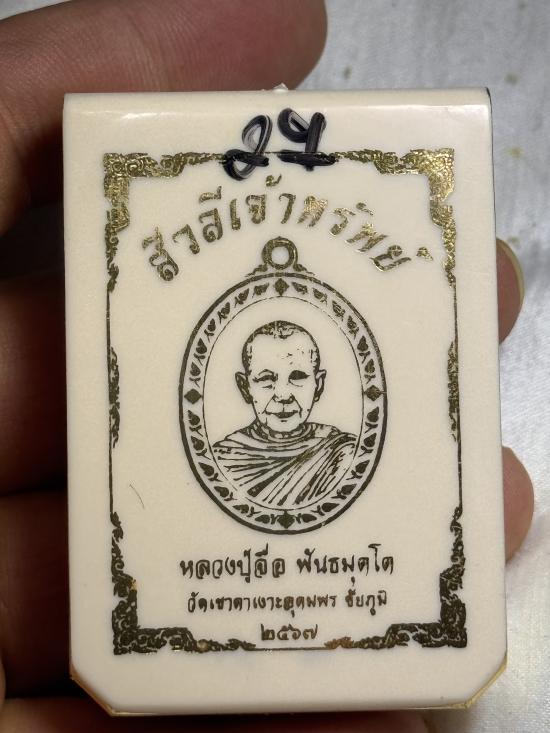 สิวลีเจ้าทรัพย์
หลวงปู่ลือ พันธมุตโต
วัดเขาตาเงาะอุดมพร ชัยภูมิ
๒๕๖๗